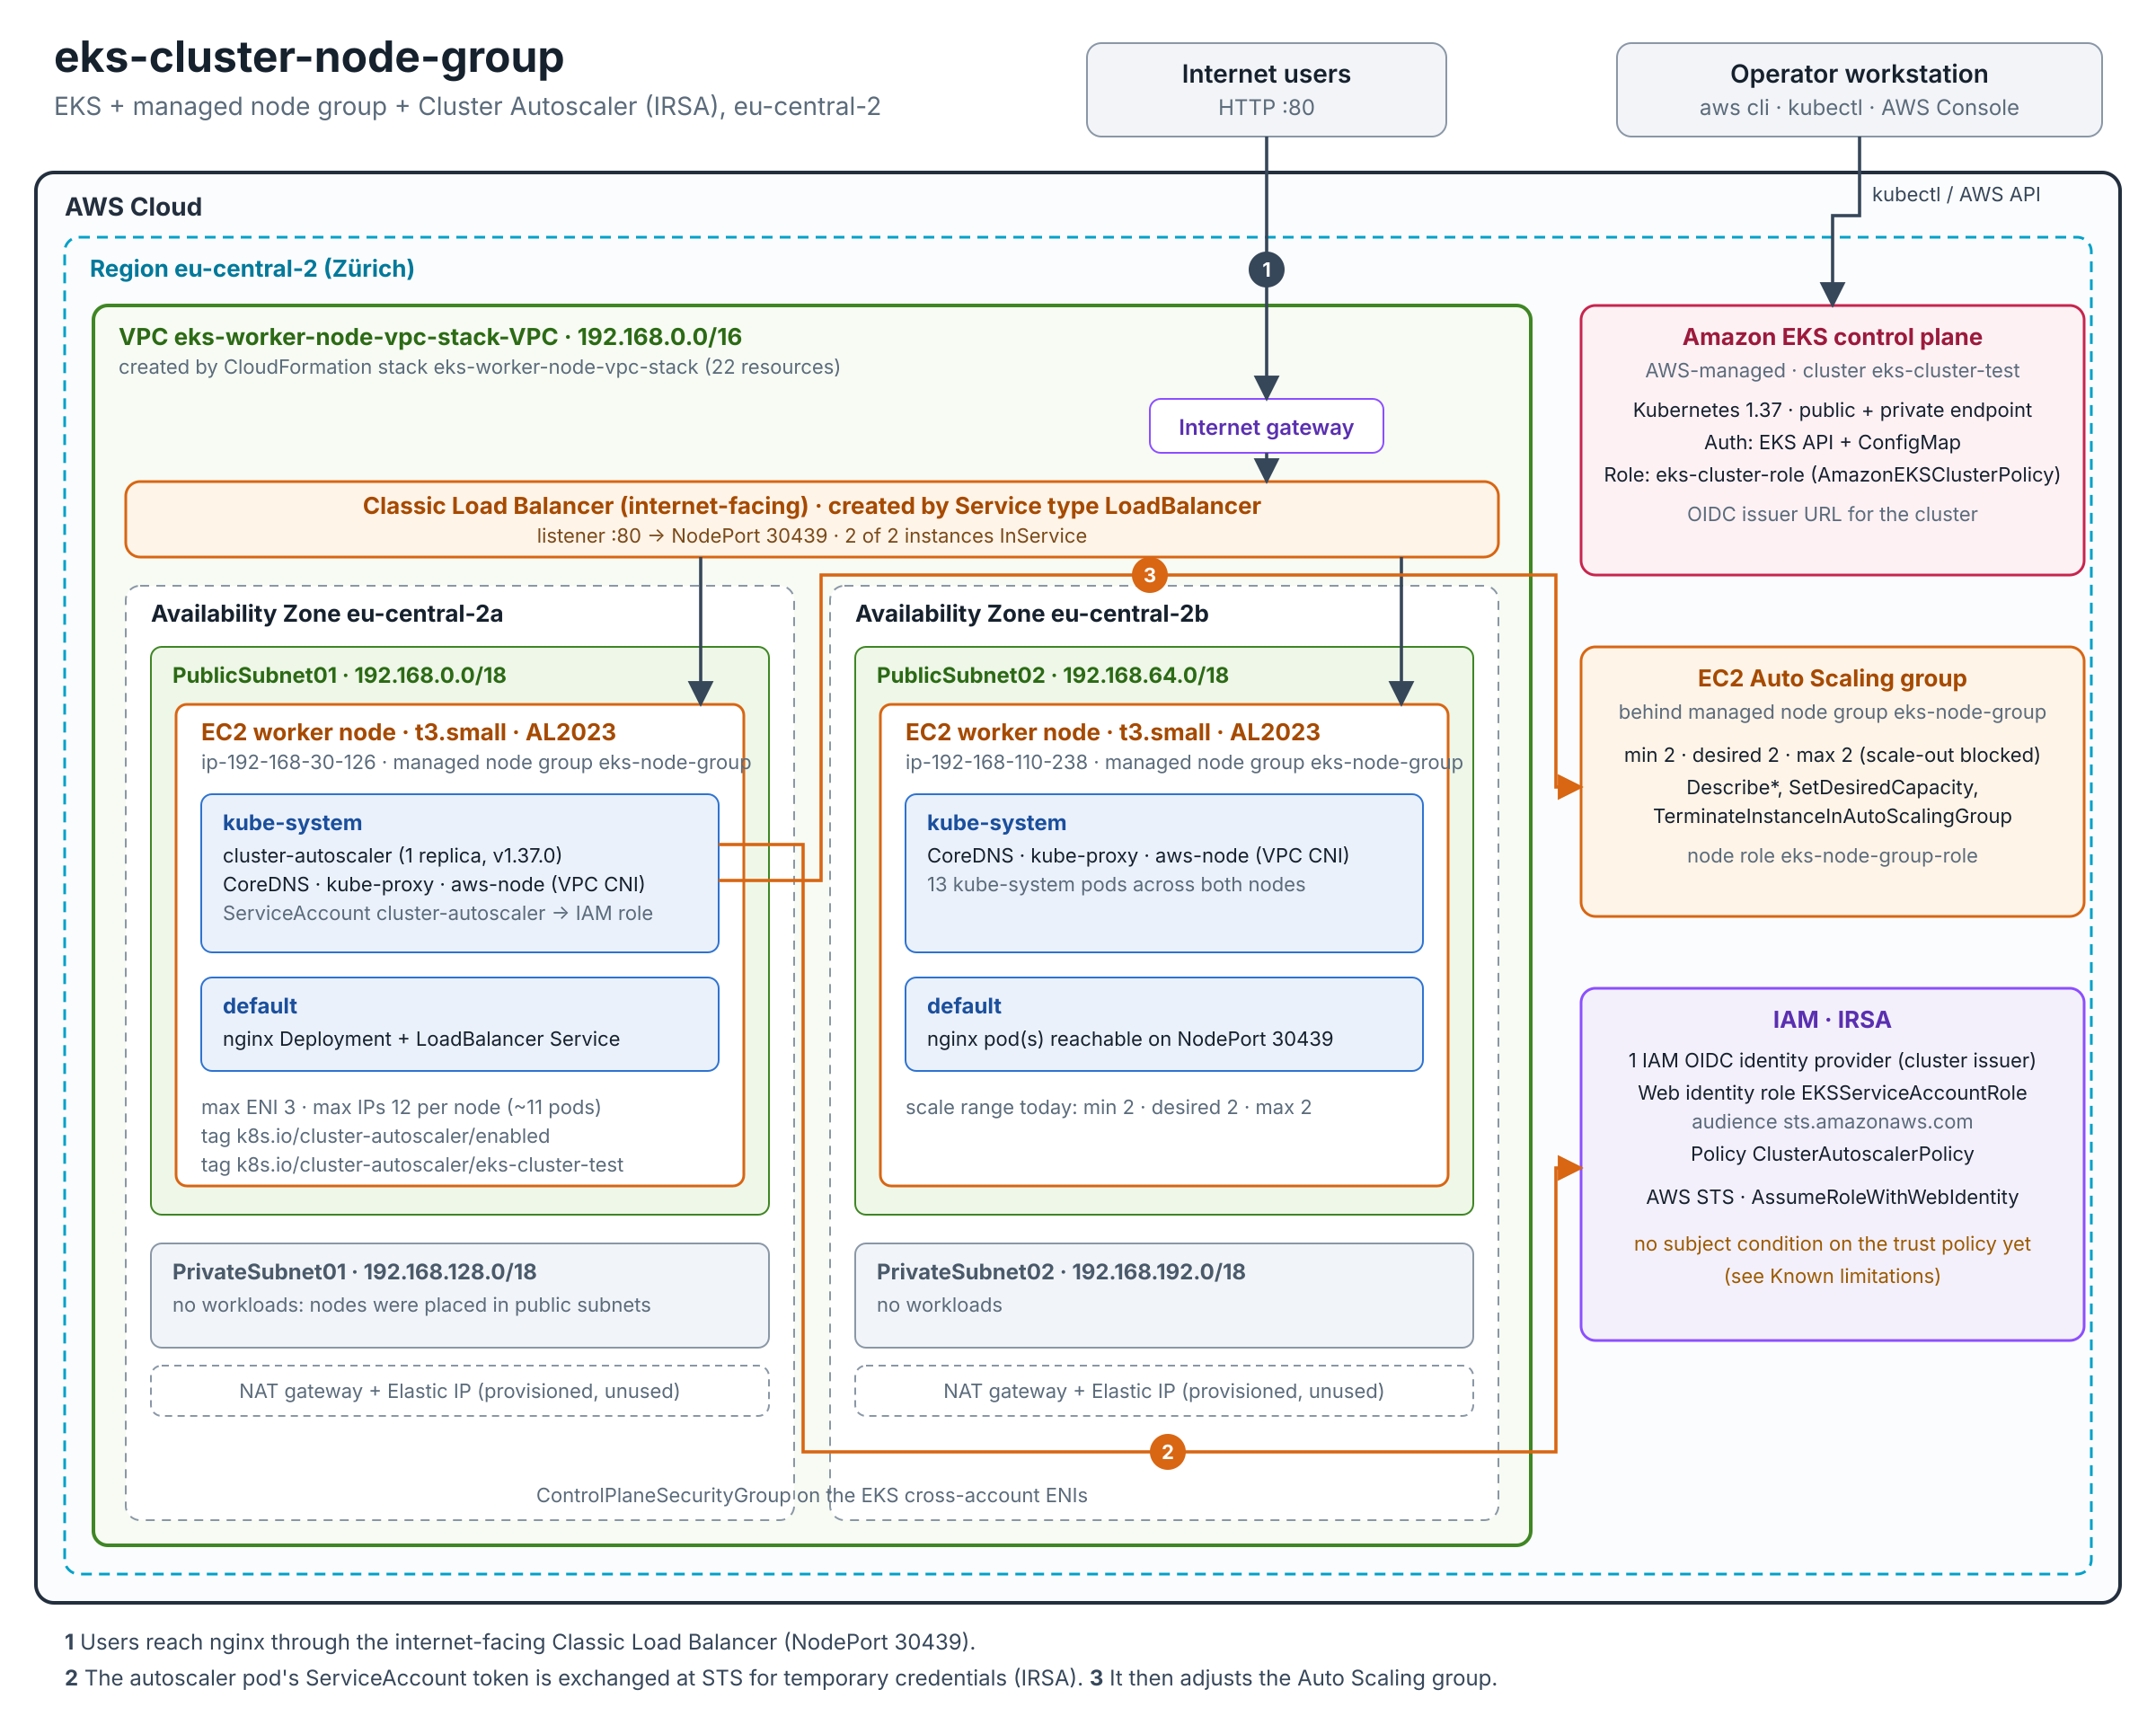 eks-cluster-node-group
EKS + managed node group + Cluster Autoscaler (IRSA), eu-central-2
Internet users
HTTP :80
Operator workstation
aws cli · kubectl · AWS Console
AWS Cloud
kubectl / AWS API
Region eu-central-2 (Zürich)
1
VPC eks-worker-node-vpc-stack-VPC · 192.168.0.0/16
created by CloudFormation stack eks-worker-node-vpc-stack (22 resources)
Internet gateway
Classic Load Balancer (internet-facing) · created by Service type LoadBalancer
listener :80 → NodePort 30439 · 2 of 2 instances InService
3
Availability Zone eu-central-2a
PublicSubnet01 · 192.168.0.0/18
EC2 worker node · t3.small · AL2023
ip-192-168-30-126 · managed node group eks-node-group
kube-system
cluster-autoscaler (1 replica, v1.37.0)
CoreDNS · kube-proxy · aws-node (VPC CNI)
ServiceAccount cluster-autoscaler → IAM role
default
nginx Deployment + LoadBalancer Service
max ENI 3 · max IPs 12 per node (~11 pods)
tag k8s.io/cluster-autoscaler/enabled
tag k8s.io/cluster-autoscaler/eks-cluster-test
PrivateSubnet01 · 192.168.128.0/18
no workloads: nodes were placed in public subnets
NAT gateway + Elastic IP (provisioned, unused)
Availability Zone eu-central-2b
PublicSubnet02 · 192.168.64.0/18
EC2 worker node · t3.small · AL2023
ip-192-168-110-238 · managed node group eks-node-group
kube-system
CoreDNS · kube-proxy · aws-node (VPC CNI)
13 kube-system pods across both nodes
default
nginx pod(s) reachable on NodePort 30439
scale range today: min 2 · desired 2 · max 2
PrivateSubnet02 · 192.168.192.0/18
no workloads
NAT gateway + Elastic IP (provisioned, unused)
2
ControlPlaneSecurityGroup on the EKS cross-account ENIs
Amazon EKS control plane
AWS-managed · cluster eks-cluster-test
Kubernetes 1.37 · public + private endpoint
Auth: EKS API + ConfigMap
Role: eks-cluster-role (AmazonEKSClusterPolicy)
OIDC issuer URL for the cluster
EC2 Auto Scaling group
behind managed node group eks-node-group
min 2 · desired 2 · max 2 (scale-out blocked)
Describe*, SetDesiredCapacity,
TerminateInstanceInAutoScalingGroup
node role eks-node-group-role
IAM · IRSA
1 IAM OIDC identity provider (cluster issuer)
Web identity role EKSServiceAccountRole
audience sts.amazonaws.com
Policy ClusterAutoscalerPolicy
AWS STS · AssumeRoleWithWebIdentity
no subject condition on the trust policy yet
(see Known limitations)
1 Users reach nginx through the internet-facing Classic Load Balancer (NodePort 30439).
2 The autoscaler pod's ServiceAccount token is exchanged at STS for temporary credentials (IRSA). 3 It then adjusts the Auto Scaling group.